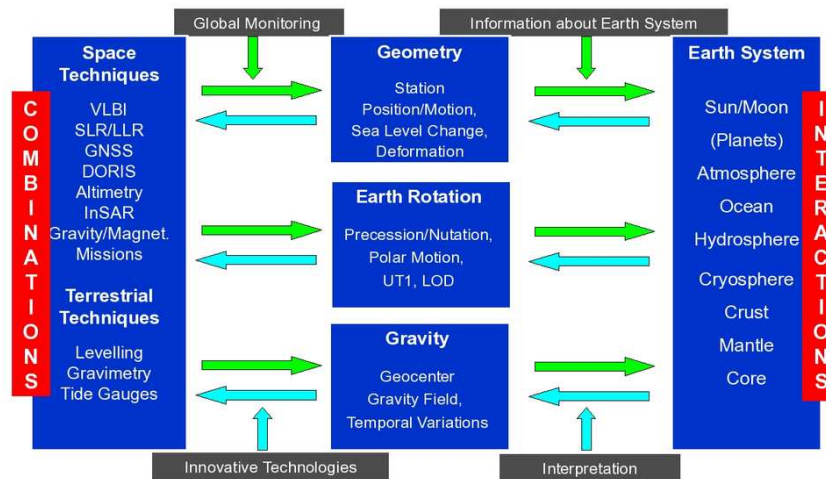 Global Monitoring
Information about Earth System
COMBINATIONS
Space
Techniques
VLBI
SLR/LLR
GNSS
DORIS
Altimetry
InSAR
Gravity/Magnet.
Missions
Terrestrial
Techniques
Levelling
Gravimetry
Tide Gauges
Geometry
Station
Position/Motion,
Sea Level Change,
Deformation
Earth Rotation
Precession/Nutation,
Polar Motion,
UT1, LOD
Gravity
Geocenter
Gravity Field,
Temporal Variations
Earth System
Sun/Moon
(Planets)
Atmosphere
Ocean
Hydrosphere
Cryosphere
Crust
Mantle
Core
INTERACTIONS
Innovative Technologies
Interpretation